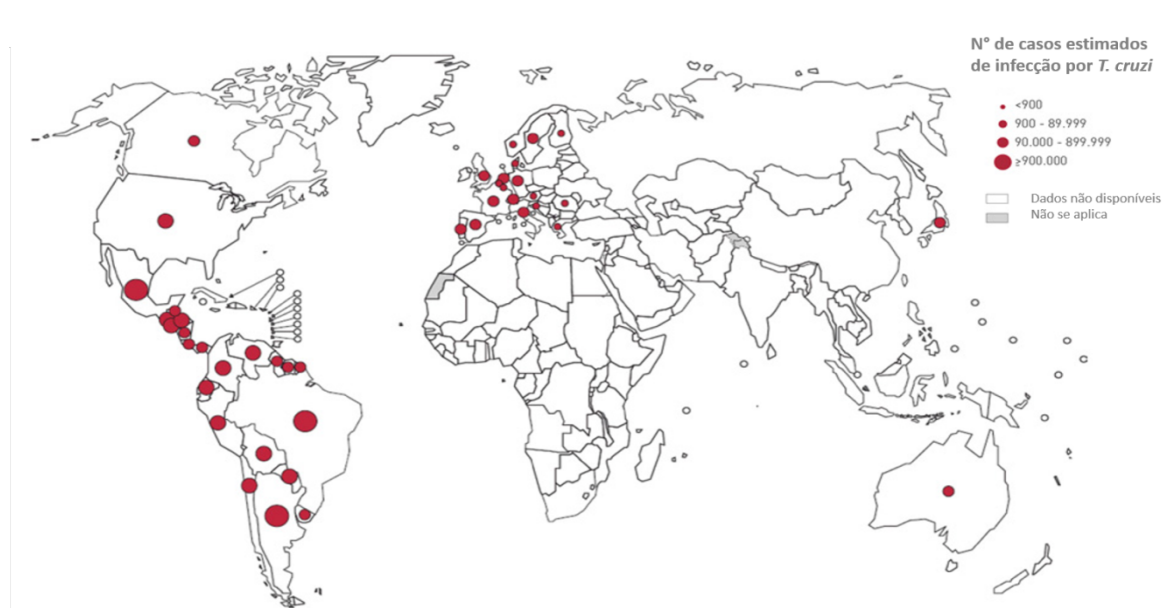 N° de casos estimados
de infecção por T. cruzi
<900
900 - 89.999
90.000 - 899.999
≥900.000
Dados não disponíveis
Não se aplica